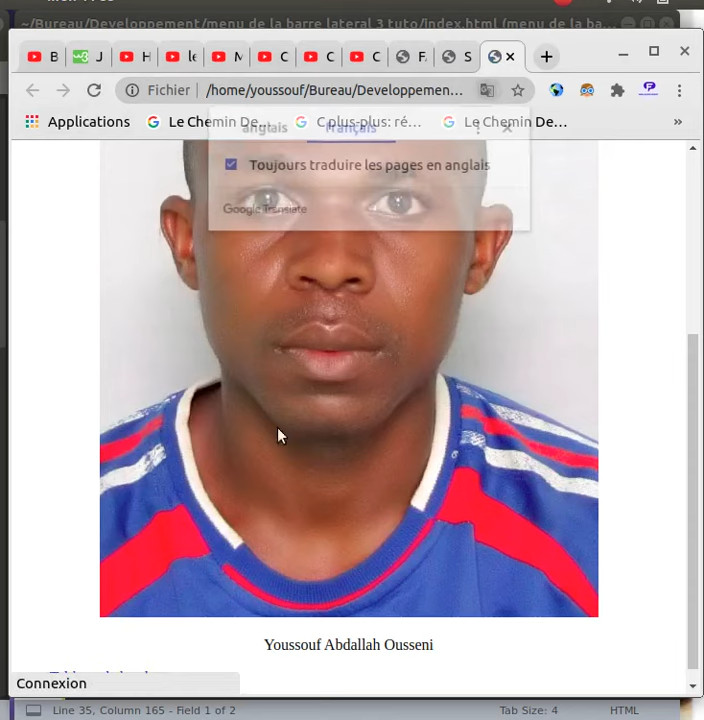 ~/Bureau/Developpement/menu de la barre lateral 3 tuto/index.html (menu de la ba...
B
J
H
le
M
C
C
C
F
S
Fichier
/home/youssouf/Bureau/Developpemen...
Applications
Le Chemin De...
C plus-plus: ré...
Le Chemin De...
»
anglais
Français
Toujours traduire les pages en anglais
Google Translate
Youssouf Abdallah Ousseni
Connexion
Line 35, Column 165 - Field 1 of 2
Tab Size: 4
HTML